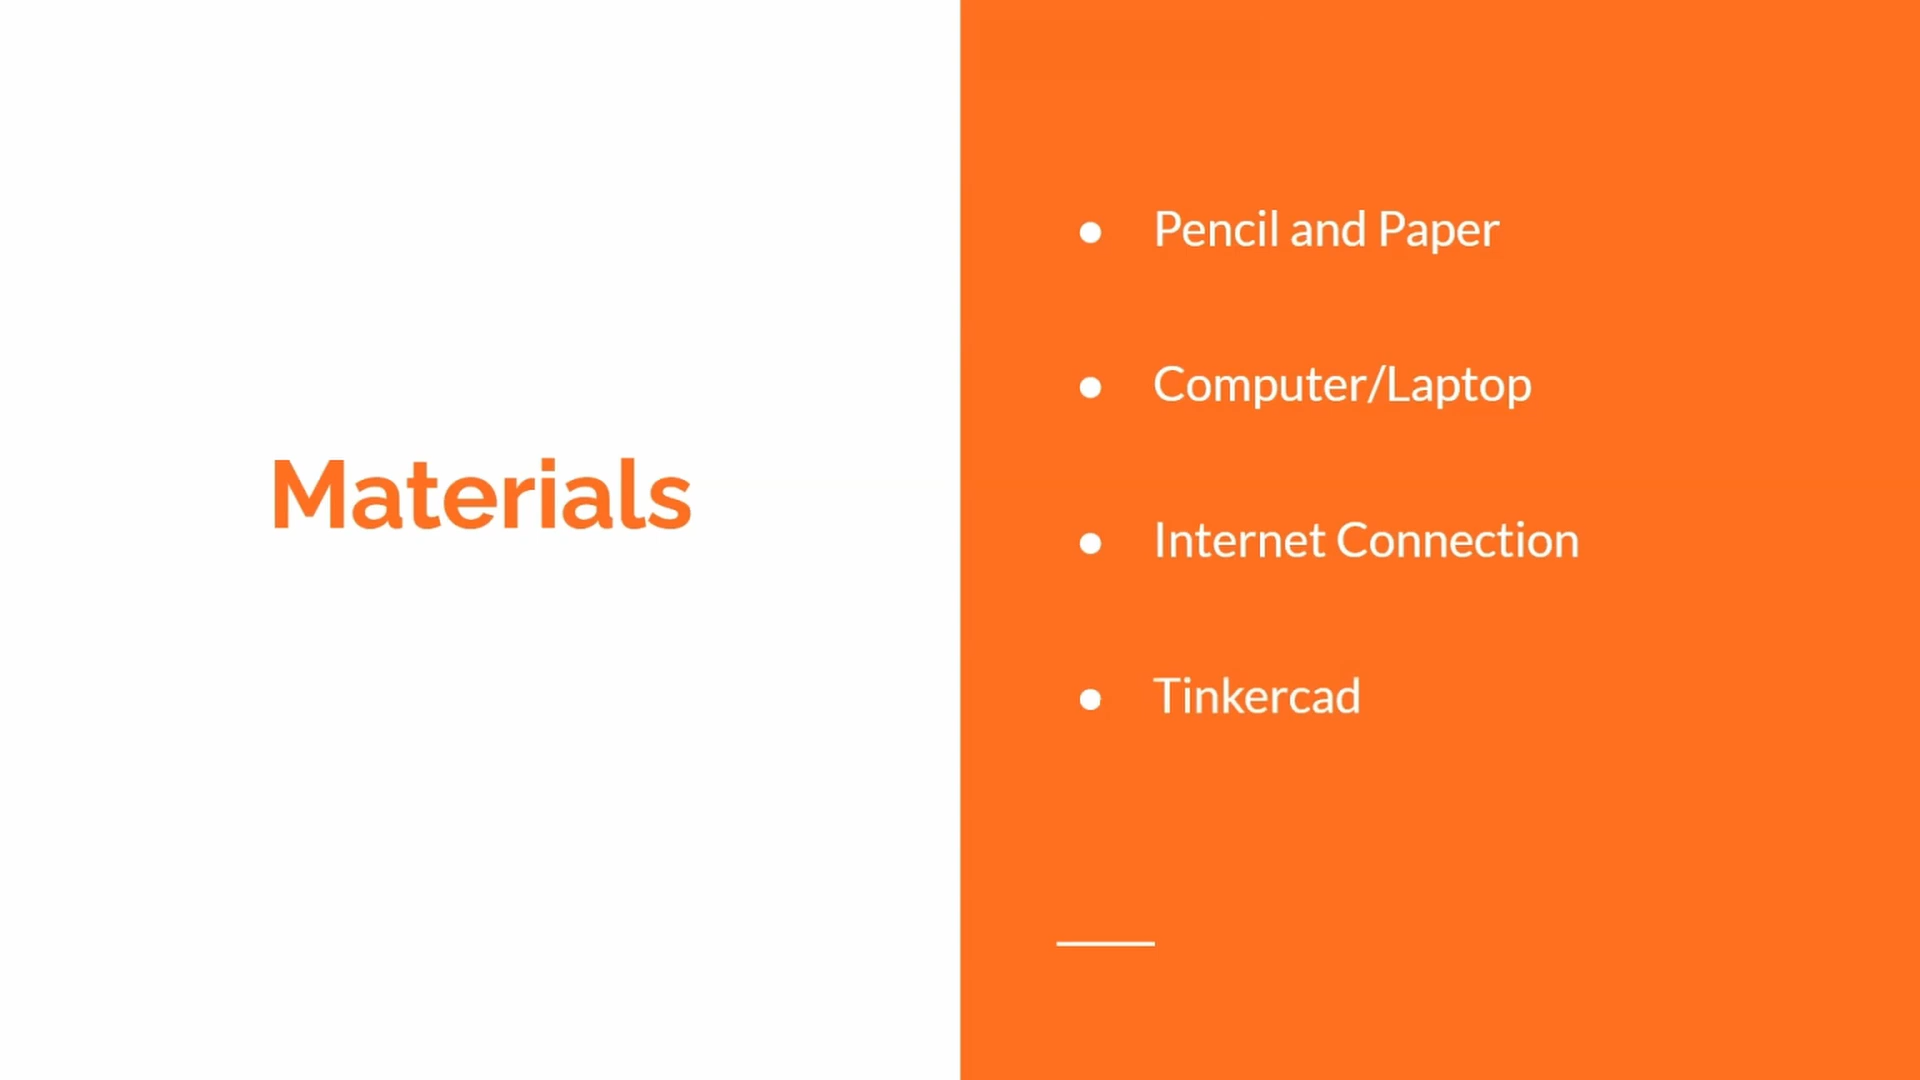 Materials
● Pencil and Paper
● Computer/Laptop
● Internet Connection
● Tinkercad